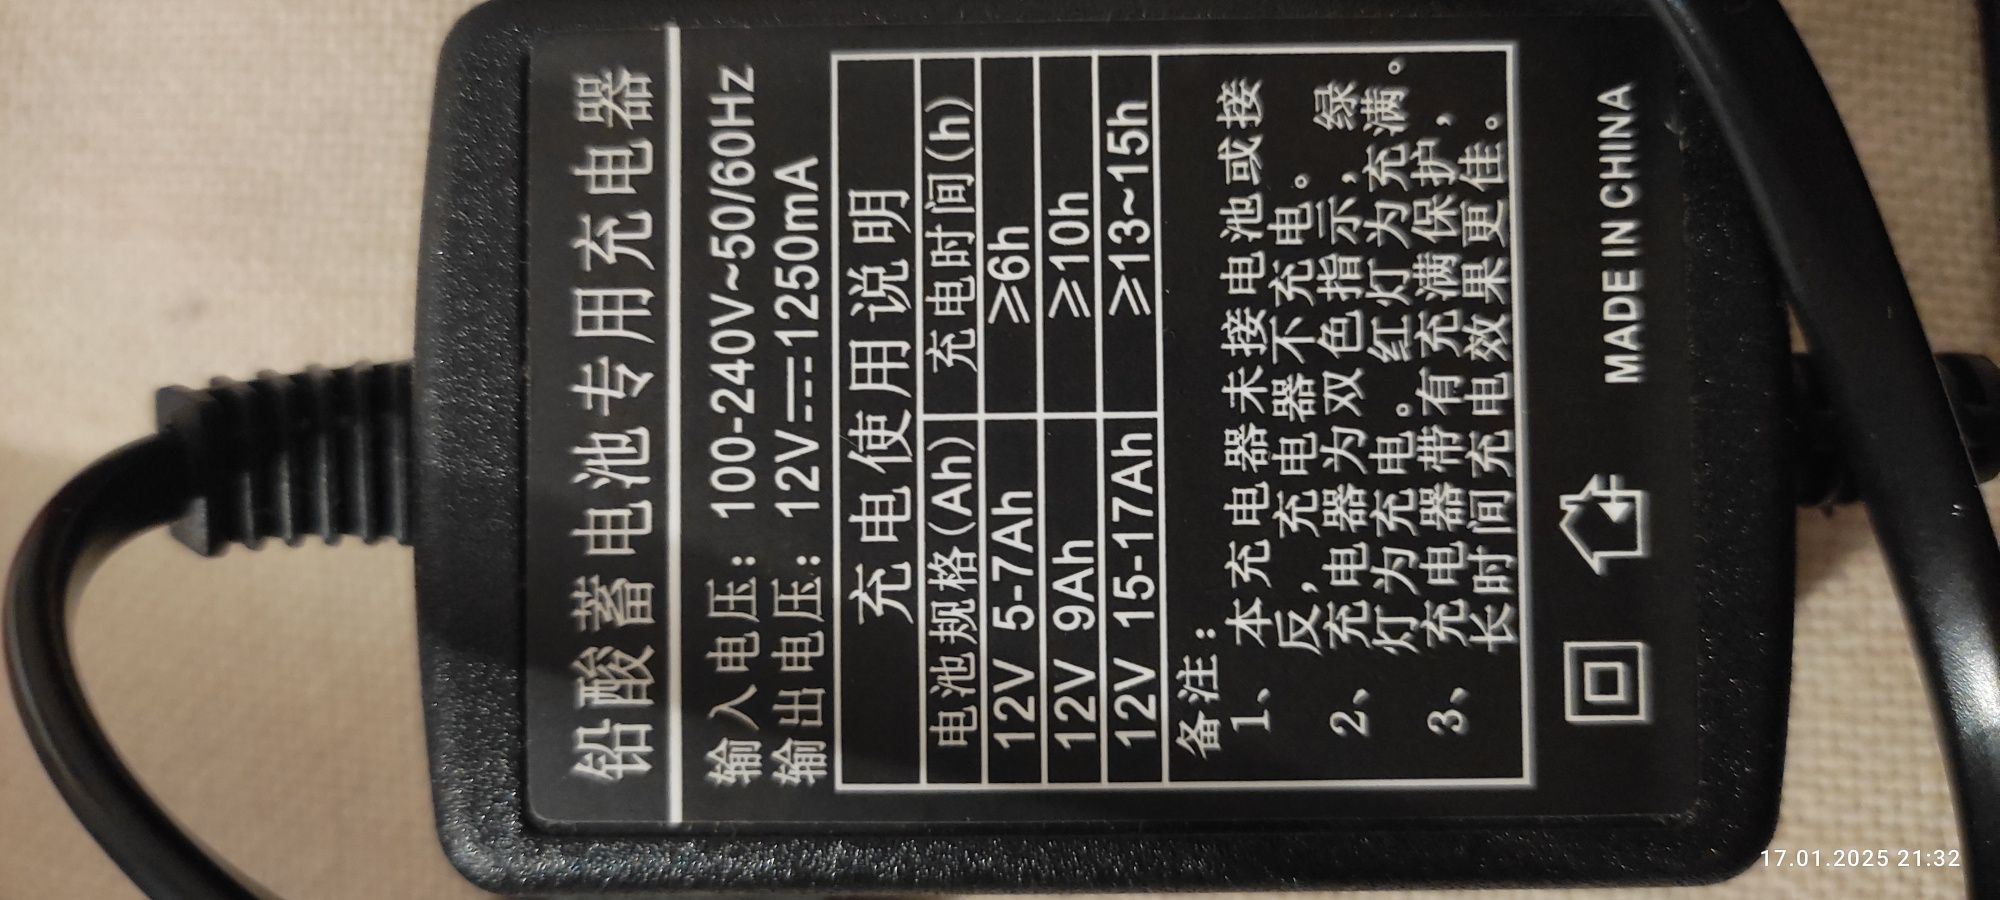 铅酸蓄电池专用充电器
输入电压：100-240V~50/60Hz
输出电压：12V⎓1250mA
充电使用说明
电池规格(Ah) 充电时间(h)
12V 5-7Ah ≥6h
12V 9Ah ≥10h
12V 15-17Ah ≥13~15h
备注：
1、本充电器未接电池或接
反，充电器不充电。
2、充电器为双色指示，绿
灯为充电。红灯为充满。
3、充电器带有充满保护，
长时间充电效果更佳。
MADE IN CHINA
17.01.2025 21:32